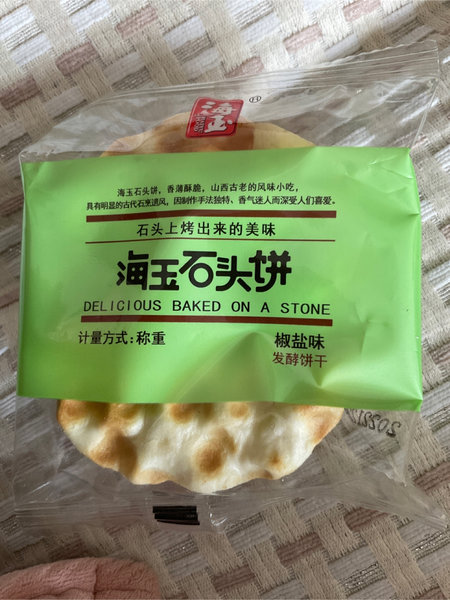 海玉
®
海玉石头饼，香薄酥脆，山西古老的风味小吃，
具有明显的古代石烹遗风，因制作手法独特、香气迷人而深受人们喜爱。
石头上烤出来的美味
海玉石头饼
DELICIOUS BAKED ON A STONE
计量方式：称重
椒盐味
发酵饼干